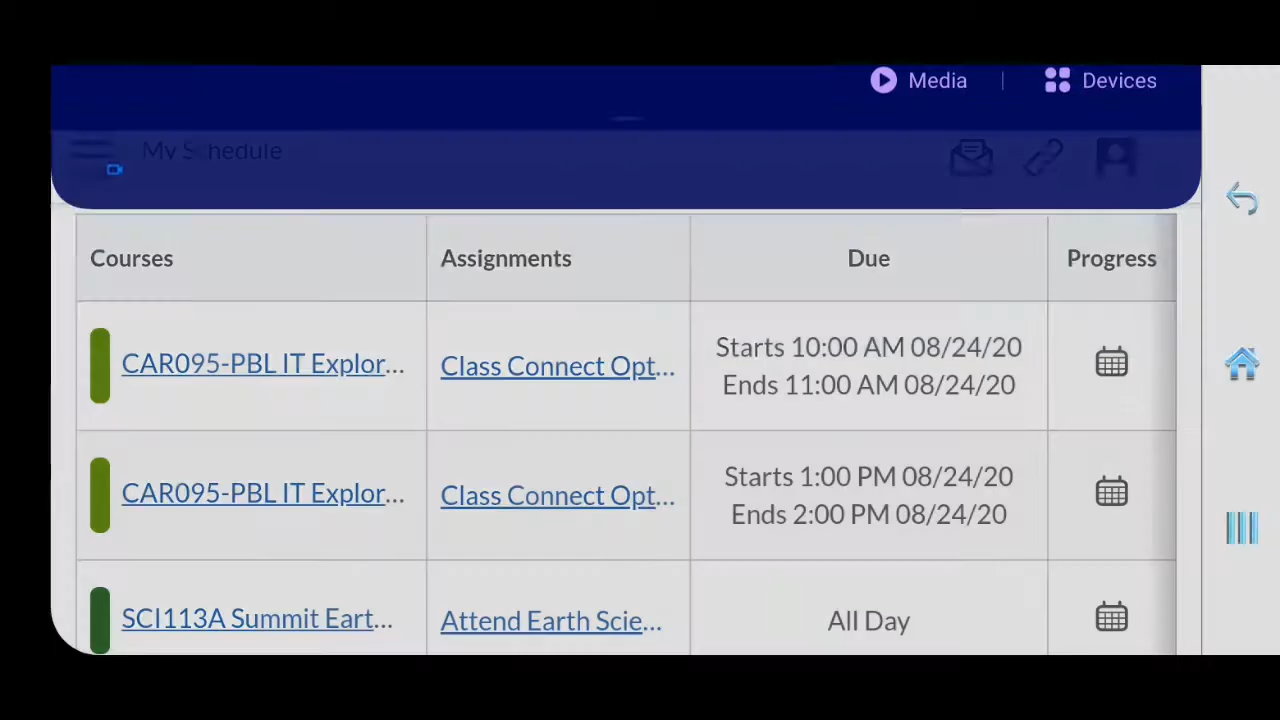 Media | Devices
My Schedule
Courses Assignments Due Progress
CAR095-PBL IT Explor... Class Connect Opt... Starts 10:00 AM 08/24/20
Ends 11:00 AM 08/24/20
CAR095-PBL IT Explor... Class Connect Opt... Starts 1:00 PM 08/24/20
Ends 2:00 PM 08/24/20
SCI113A Summit Eart... Attend Earth Scie... All Day